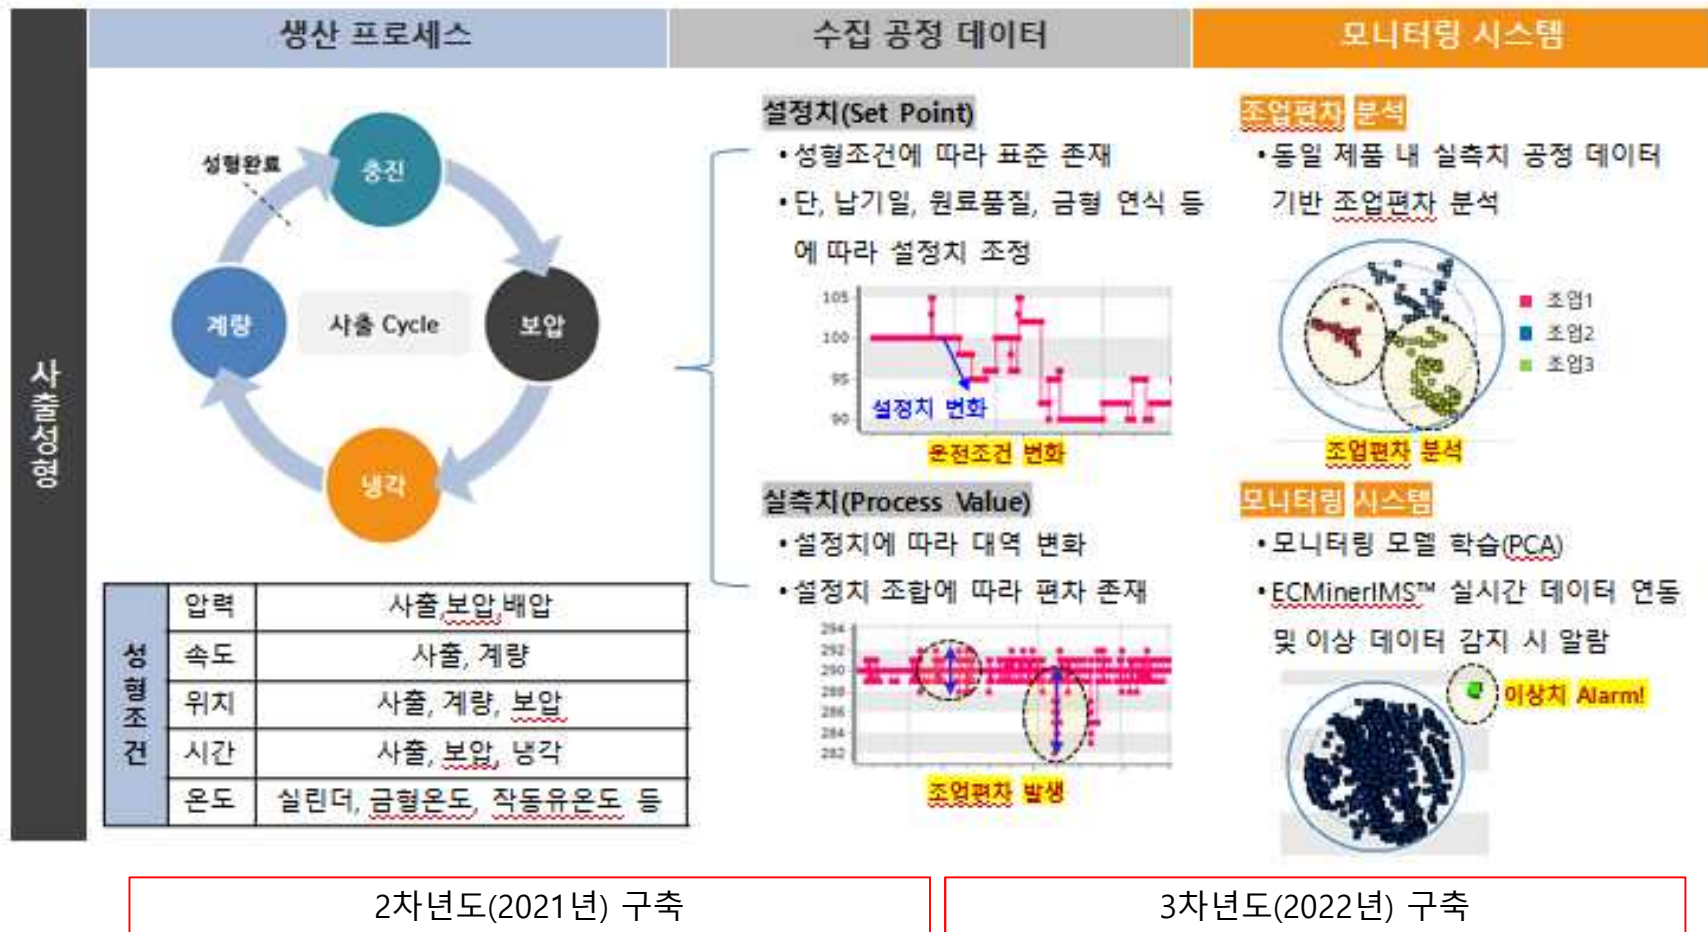 생산 프로세스
수집 공정 데이터
모니터링 시스템
사출성형
성형완료
충진
계량
사출 Cycle
보압
냉각
성형조건
압력 사출,보압,배압
속도 사출, 계량
위치 사출, 계량, 보압
시간 사출, 보압, 냉각
온도 실린더, 금형온도, 작동유온도 등
설정치(Set Point)
•성형조건에 따라 표준 존재
•단, 납기일, 원료품질, 금형 연식 등
에 따라 설정치 조정
105
100
95
90
설정치 변화
운전조건 변화
실측치(Process Value)
•설정치에 따라 대역 변화
•설정치 조합에 따라 편차 존재
294
292
290
288
286
284
282
조업편차 발생
조업편차 분석
•동일 제품 내 실측치 공정 데이터
기반 조업편차 분석
조업1
조업2
조업3
조업편차 분석
모니터링 시스템
•모니터링 모델 학습(PCA)
•ECMinerIMS™ 실시간 데이터 연동
및 이상 데이터 감지 시 알람
이상치 Alarm!
2차년도(2021년) 구축
3차년도(2022년) 구축